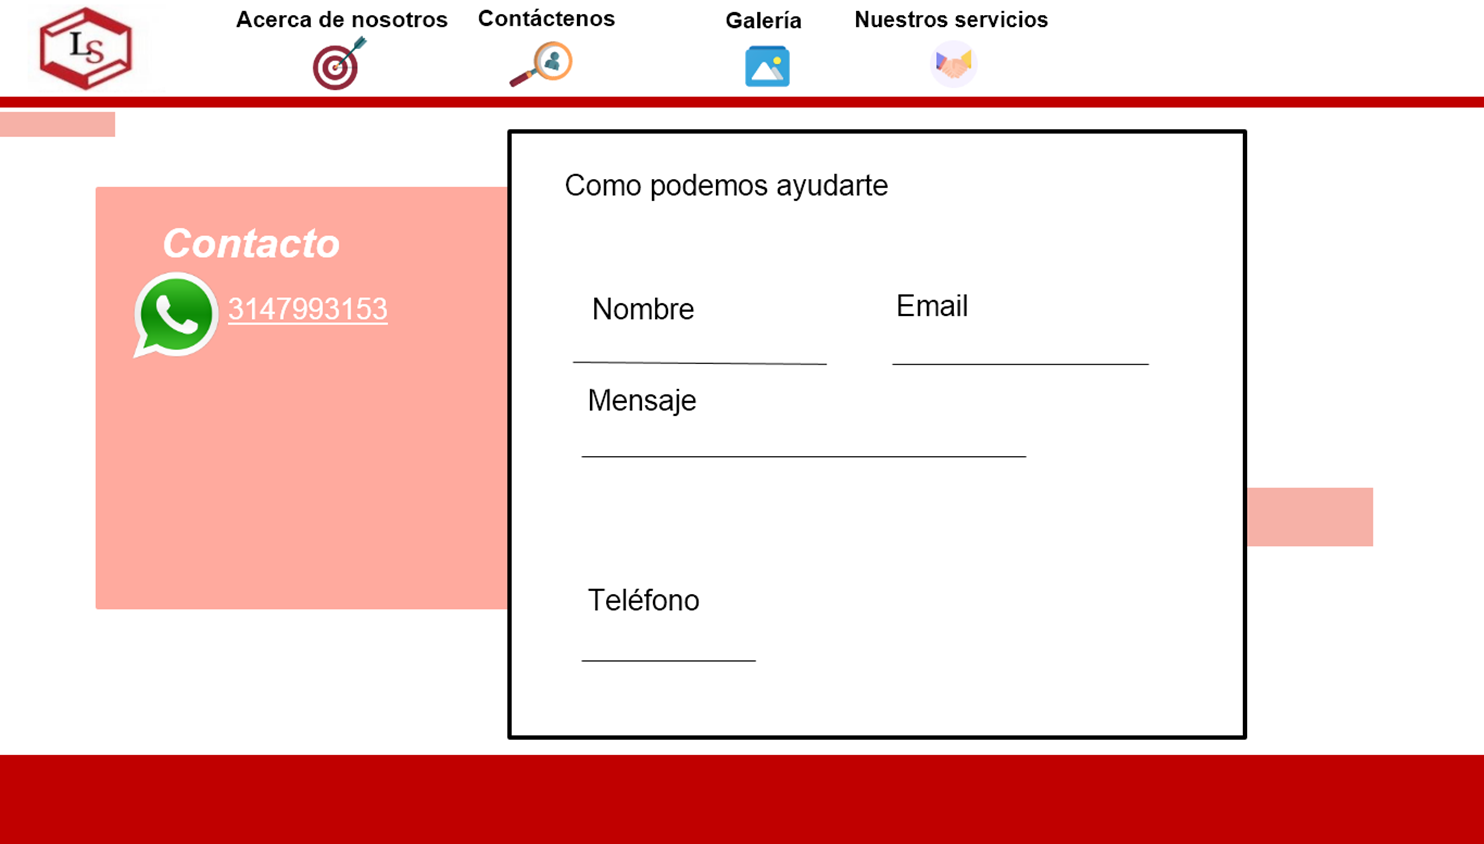 LS
Acerca de nosotros
Contáctenos
Galería
Nuestros servicios
Contacto
3147993153
Como podemos ayudarte
Nombre
Email
Mensaje
Teléfono